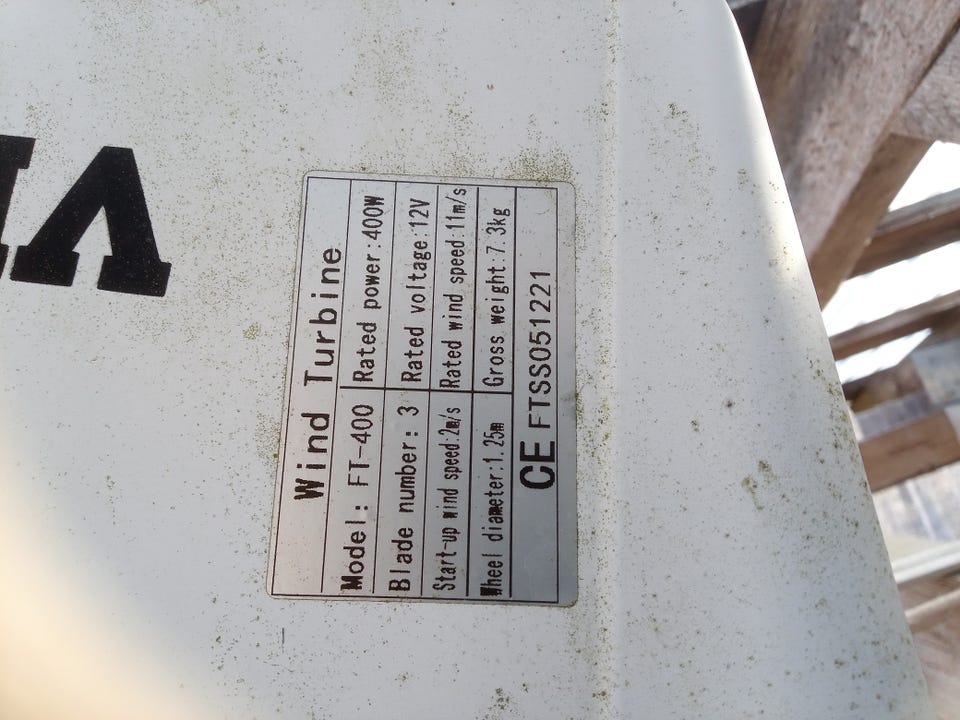 Wind Turbine
Model: FT-400 Rated power:400W
Blade number: 3 Rated voltage:12V
Start-up wind speed:2m/s Rated wind speed:11m/s
Wheel diameter:1.25m Gross weight:7.3kg
CE FTSS051221